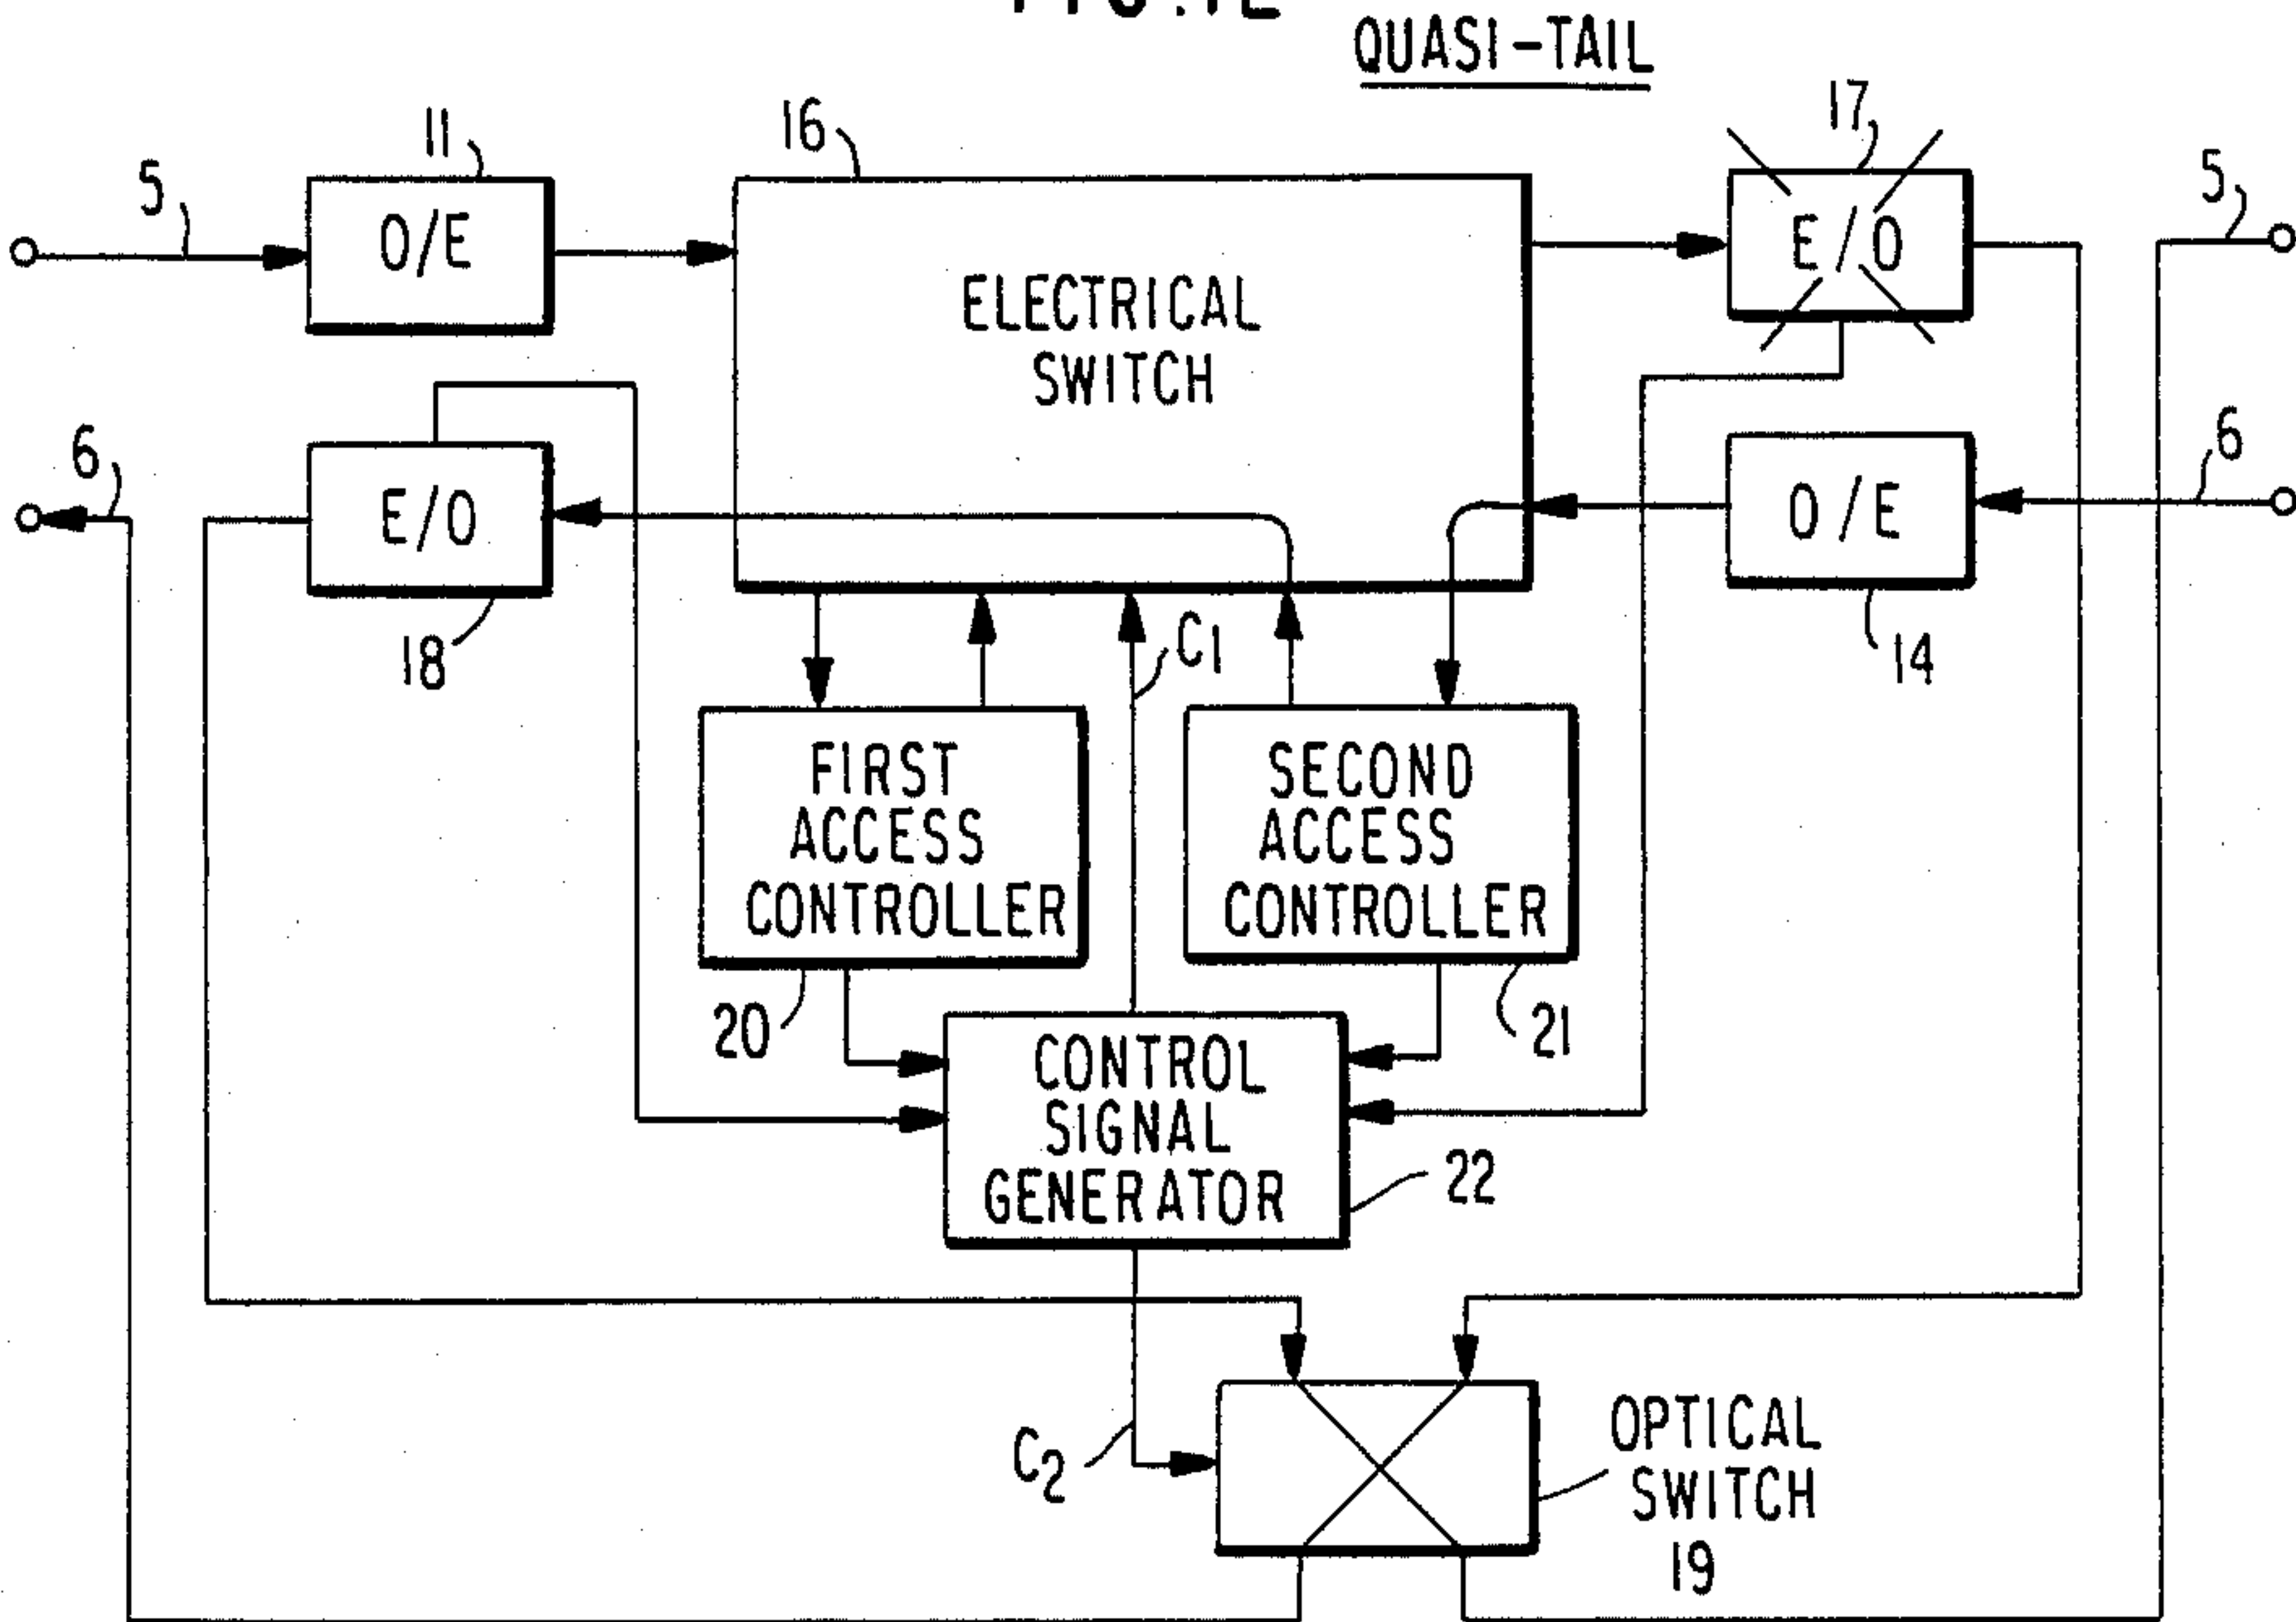 QUASI-TAIL
11
16
17
5
5
O/E
E/O
ELECTRICAL
SWITCH
6
6
E/O
O/E
18
14
C1
FIRST
ACCESS
CONTROLLER
SECOND
ACCESS
CONTROLLER
20
21
CONTROL
SIGNAL
GENERATOR
22
C2
OPTICAL
SWITCH
19